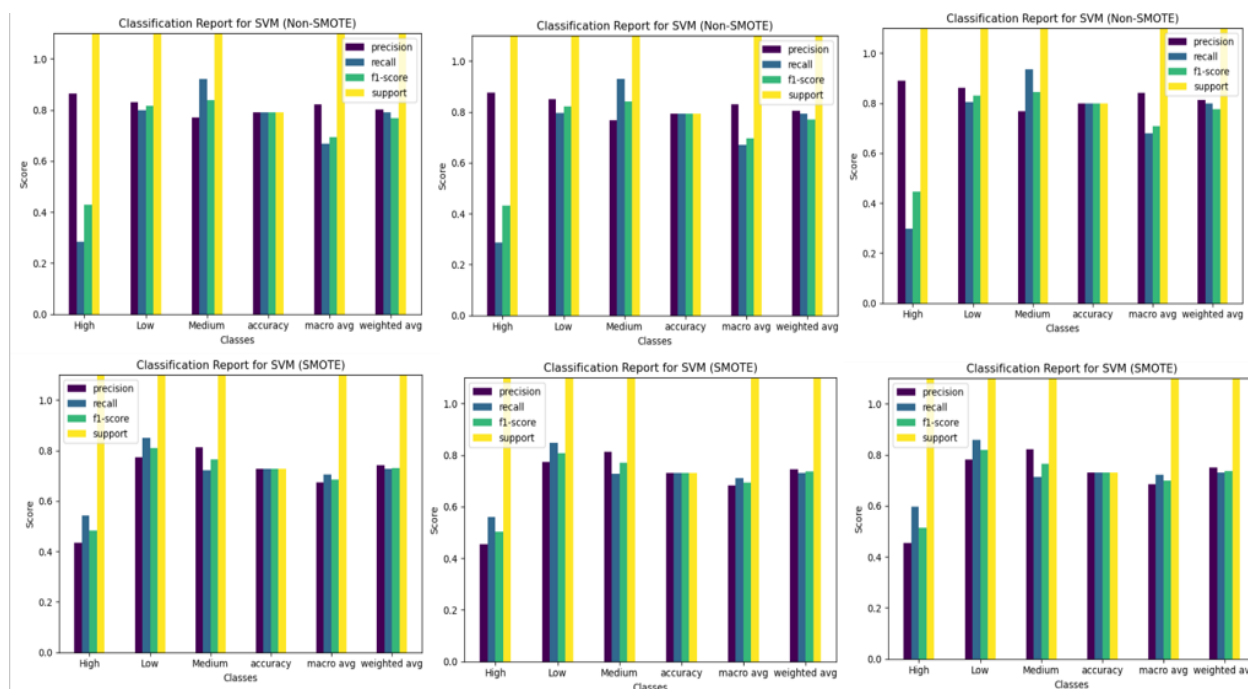 Classification Report for SVM (Non-SMOTE)
1.0
0.8
0.6
0.4
0.2
0.0
Score
precision
recall
f1-score
support
High Low Medium accuracy macro avg weighted avg
Classes
Classification Report for SVM (Non-SMOTE)
1.0
0.8
0.6
0.4
0.2
0.0
Score
precision
recall
f1-score
support
High Low Medium accuracy macro avg weighted avg
Classes
Classification Report for SVM (Non-SMOTE)
1.0
0.8
0.6
0.4
0.2
0.0
Score
precision
recall
f1-score
support
High Low Medium accuracy macro avg weighted avg
Classes
Classification Report for SVM (SMOTE)
1.0
0.8
0.6
0.4
0.2
0.0
Score
precision
recall
f1-score
support
High Low Medium accuracy macro avg weighted avg
Classes
Classification Report for SVM (SMOTE)
1.0
0.8
0.6
0.4
0.2
0.0
Score
precision
recall
f1-score
support
High Low Medium accuracy macro avg weighted avg
Classes
Classification Report for SVM (SMOTE)
1.0
0.8
0.6
0.4
0.2
0.0
Score
precision
recall
f1-score
support
High Low Medium accuracy macro avg weighted avg
Classes